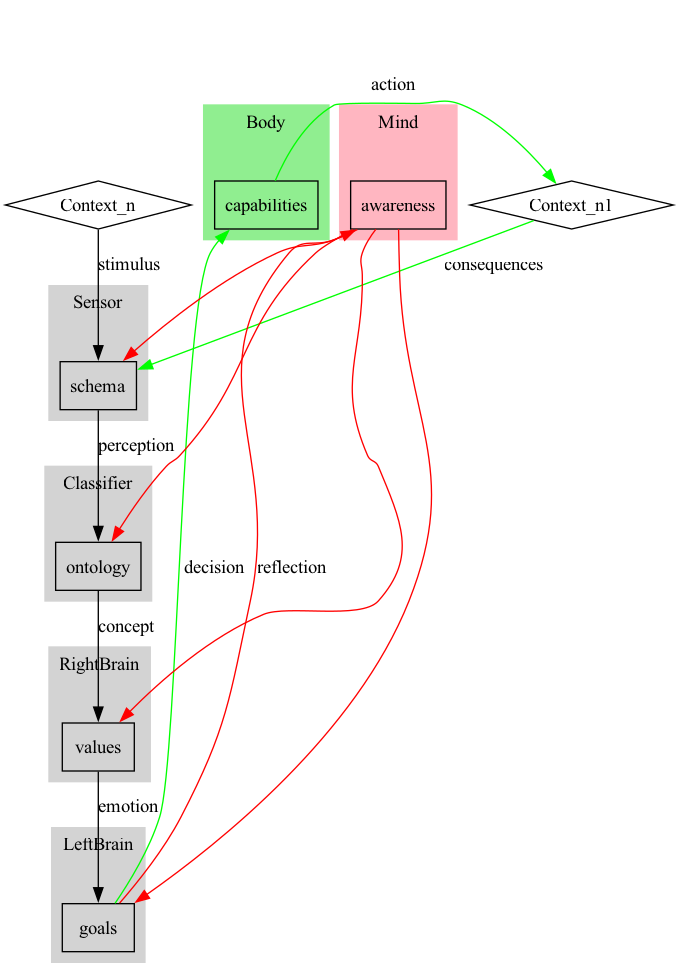 action
Body
Mind
Context_n
capabilities
awareness
Context_n1
stimulus
consequences
Sensor
schema
perception
Classifier
ontology
decision
reflection
concept
RightBrain
values
emotion
LeftBrain
goals